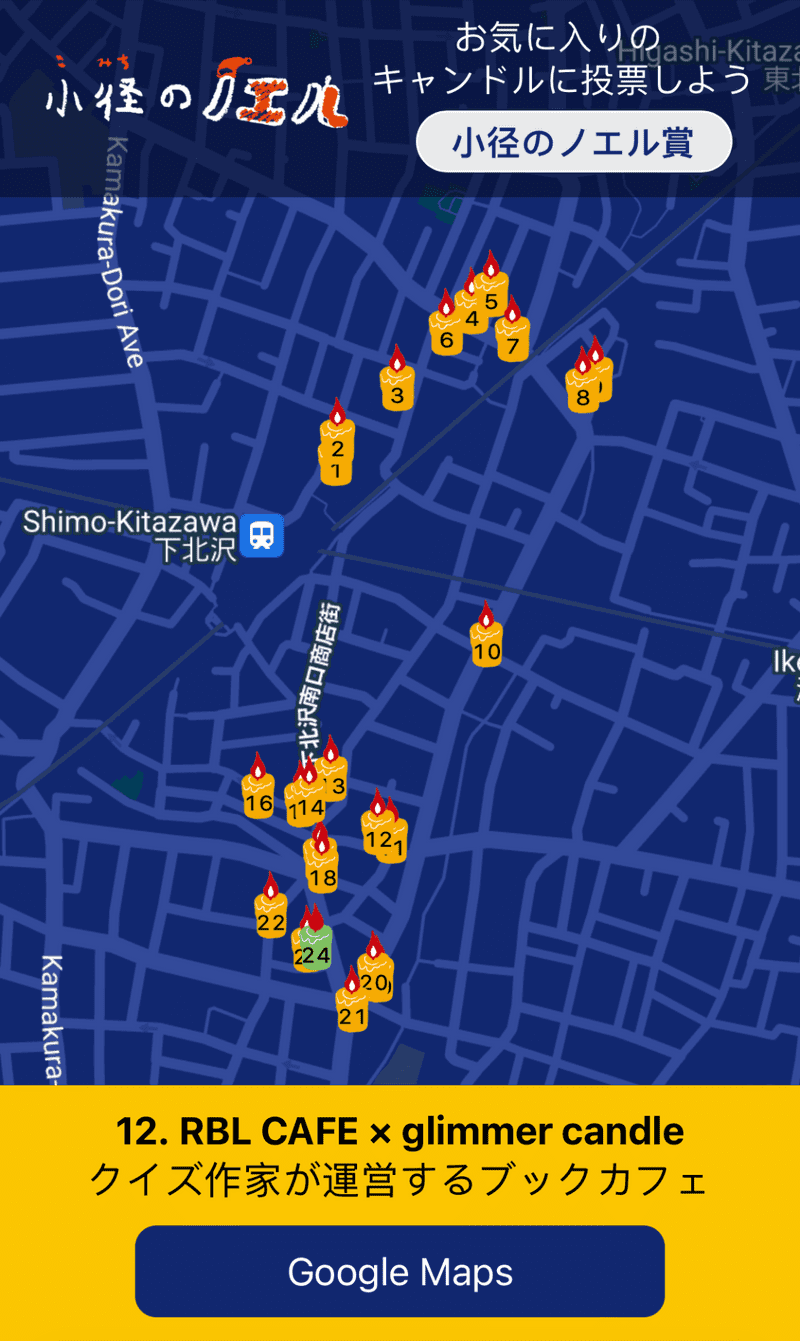 こみち
小径のノエル
お気に入りの
キャンドルに投票しよう
小径のノエル賞
Higashi-Kitaza
東北
Kamakura-Dori Ave
5
4
6
7
3
8
2
1
Shimo-Kitazawa
下北沢
下北沢南口商店街
10
Ike
16
14
13
12
18
22
24
20
21
Kamakura-
12. RBL CAFE × glimmer candle
クイズ作家が運営するブックカフェ
Google Maps